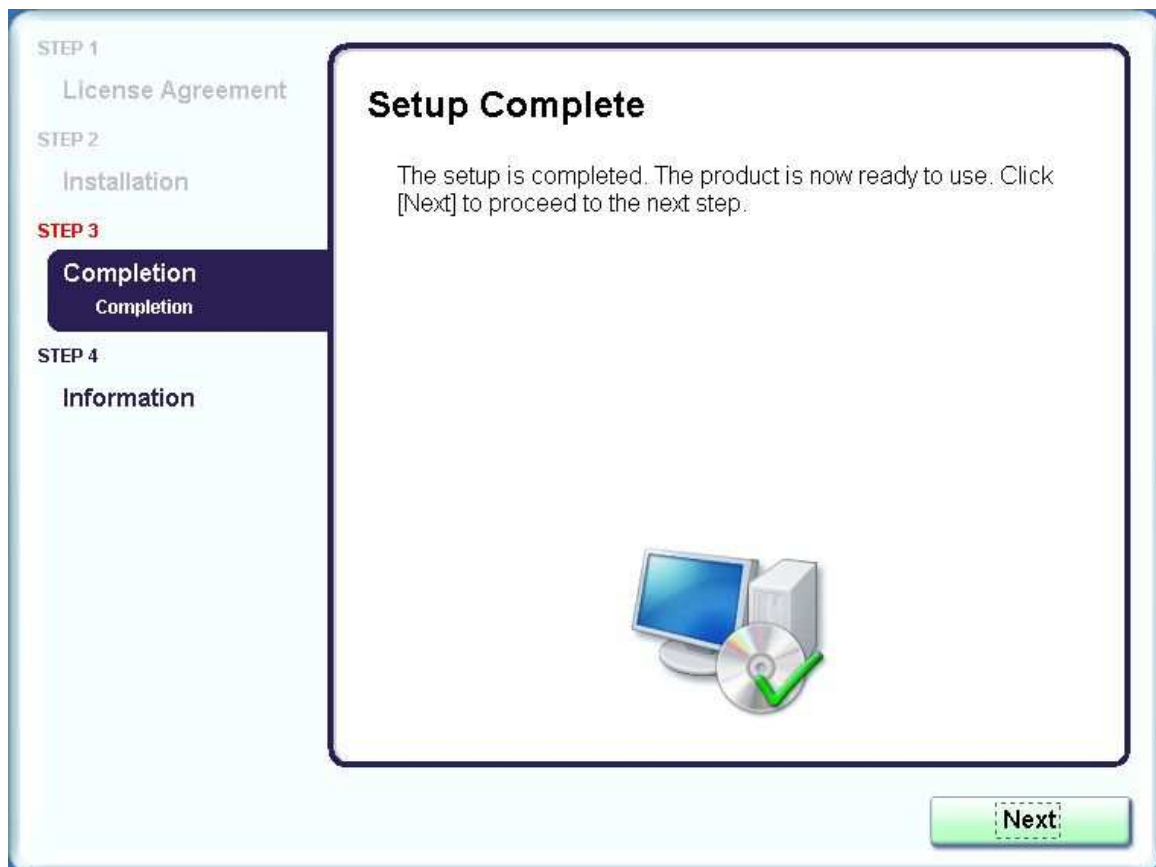 STEP 1
License Agreement
STEP 2
Installation
STEP 3
Completion
Completion
STEP 4
Information
Setup Complete
The setup is completed. The product is now ready to use. Click
[Next] to proceed to the next step.
Next